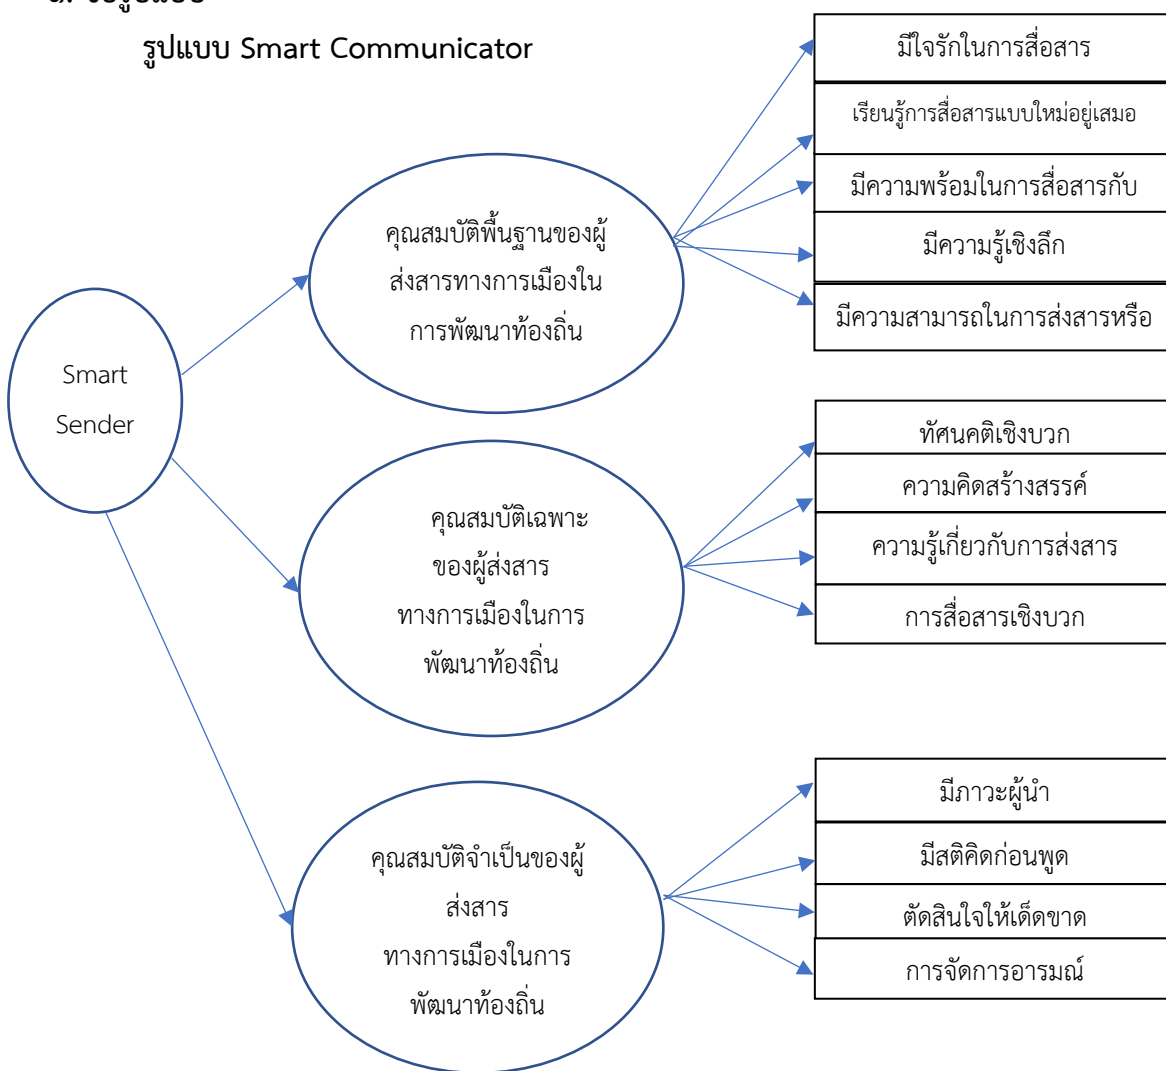 รูปแบบ Smart Communicator
มีใจรักในการสื่อสาร
เรียนรู้การสื่อสารแบบใหม่อยู่เสมอ
มีความพร้อมในการสื่อสารกับ
มีความรู้เชิงลึก
มีความสามารถในการส่งสารหรือ
คุณสมบัติพื้นฐานของผู้
ส่งสารทางการเมืองใน
การพัฒนาท้องถิ่น
Smart
Sender
ทัศนคติเชิงบวก
ความคิดสร้างสรรค์
ความรู้เกี่ยวกับการส่งสาร
การสื่อสารเชิงบวก
คุณสมบัติเฉพาะ
ของผู้ส่งสาร
ทางการเมืองในการ
พัฒนาท้องถิ่น
มีภาวะผู้นำ
มีสติคิดก่อนพูด
ตัดสินใจให้เด็ดขาด
การจัดการอารมณ์
คุณสมบัติจำเป็นของผู้
ส่งสาร
ทางการเมืองในการ
พัฒนาท้องถิ่น